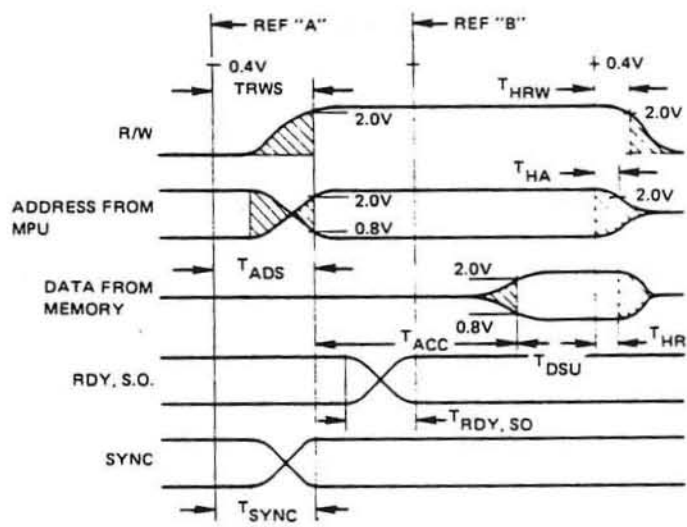 REF "A"
REF "B"
0.4V
0.4V
TRWS
THRW
2.0V
2.0V
R/W
THA
2.0V
2.0V
ADDRESS FROM
MPU
0.8V
TADS
2.0V
DATA FROM
MEMORY
0.8V
TACC
TDSU
THR
RDY, S.O.
TRDY, SO
SYNC
TSYNC